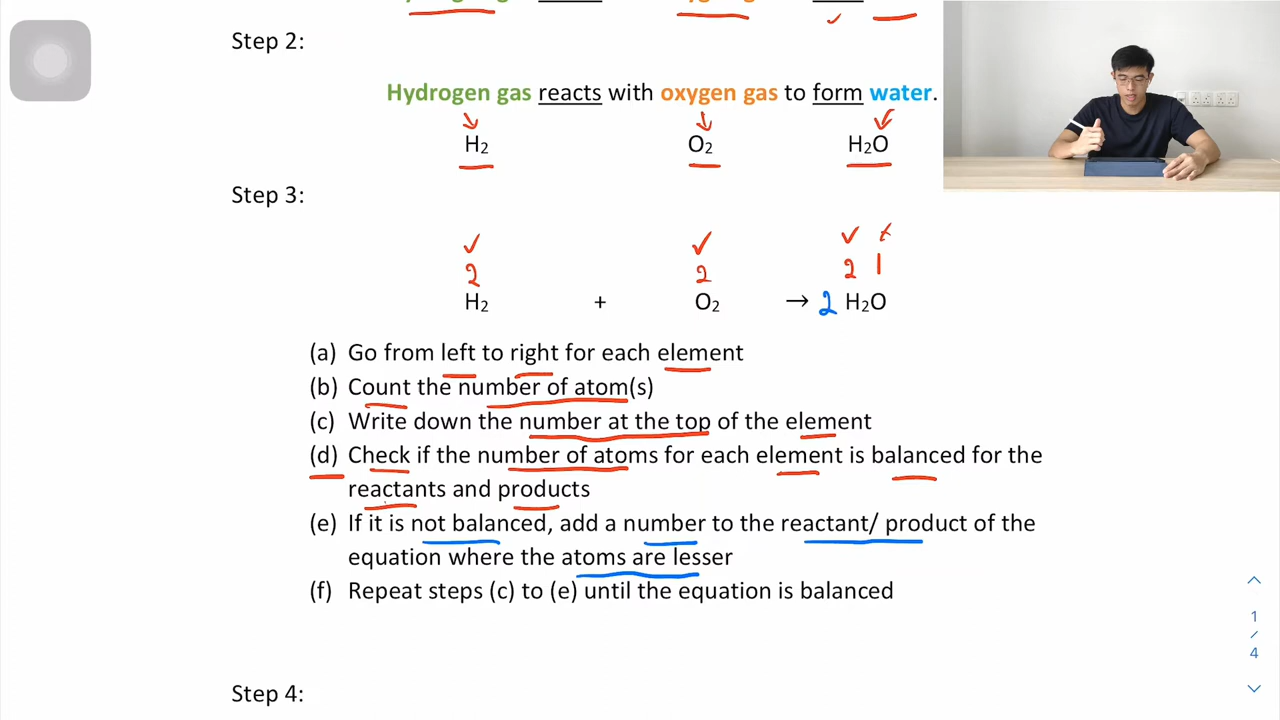 Step 2:
Hydrogen gas reacts with oxygen gas to form water.
H₂ O₂ H₂O
Step 3:
✓ ✓ ✓
2 2 2 1
H₂ + O₂ → 2 H₂O
(a) Go from left to right for each element
(b) Count the number of atom(s)
(c) Write down the number at the top of the element
(d) Check if the number of atoms for each element is balanced for the
reactants and products
(e) If it is not balanced, add a number to the reactant/ product of the
equation where the atoms are lesser
(f) Repeat steps (c) to (e) until the equation is balanced
1
/
4
Step 4: